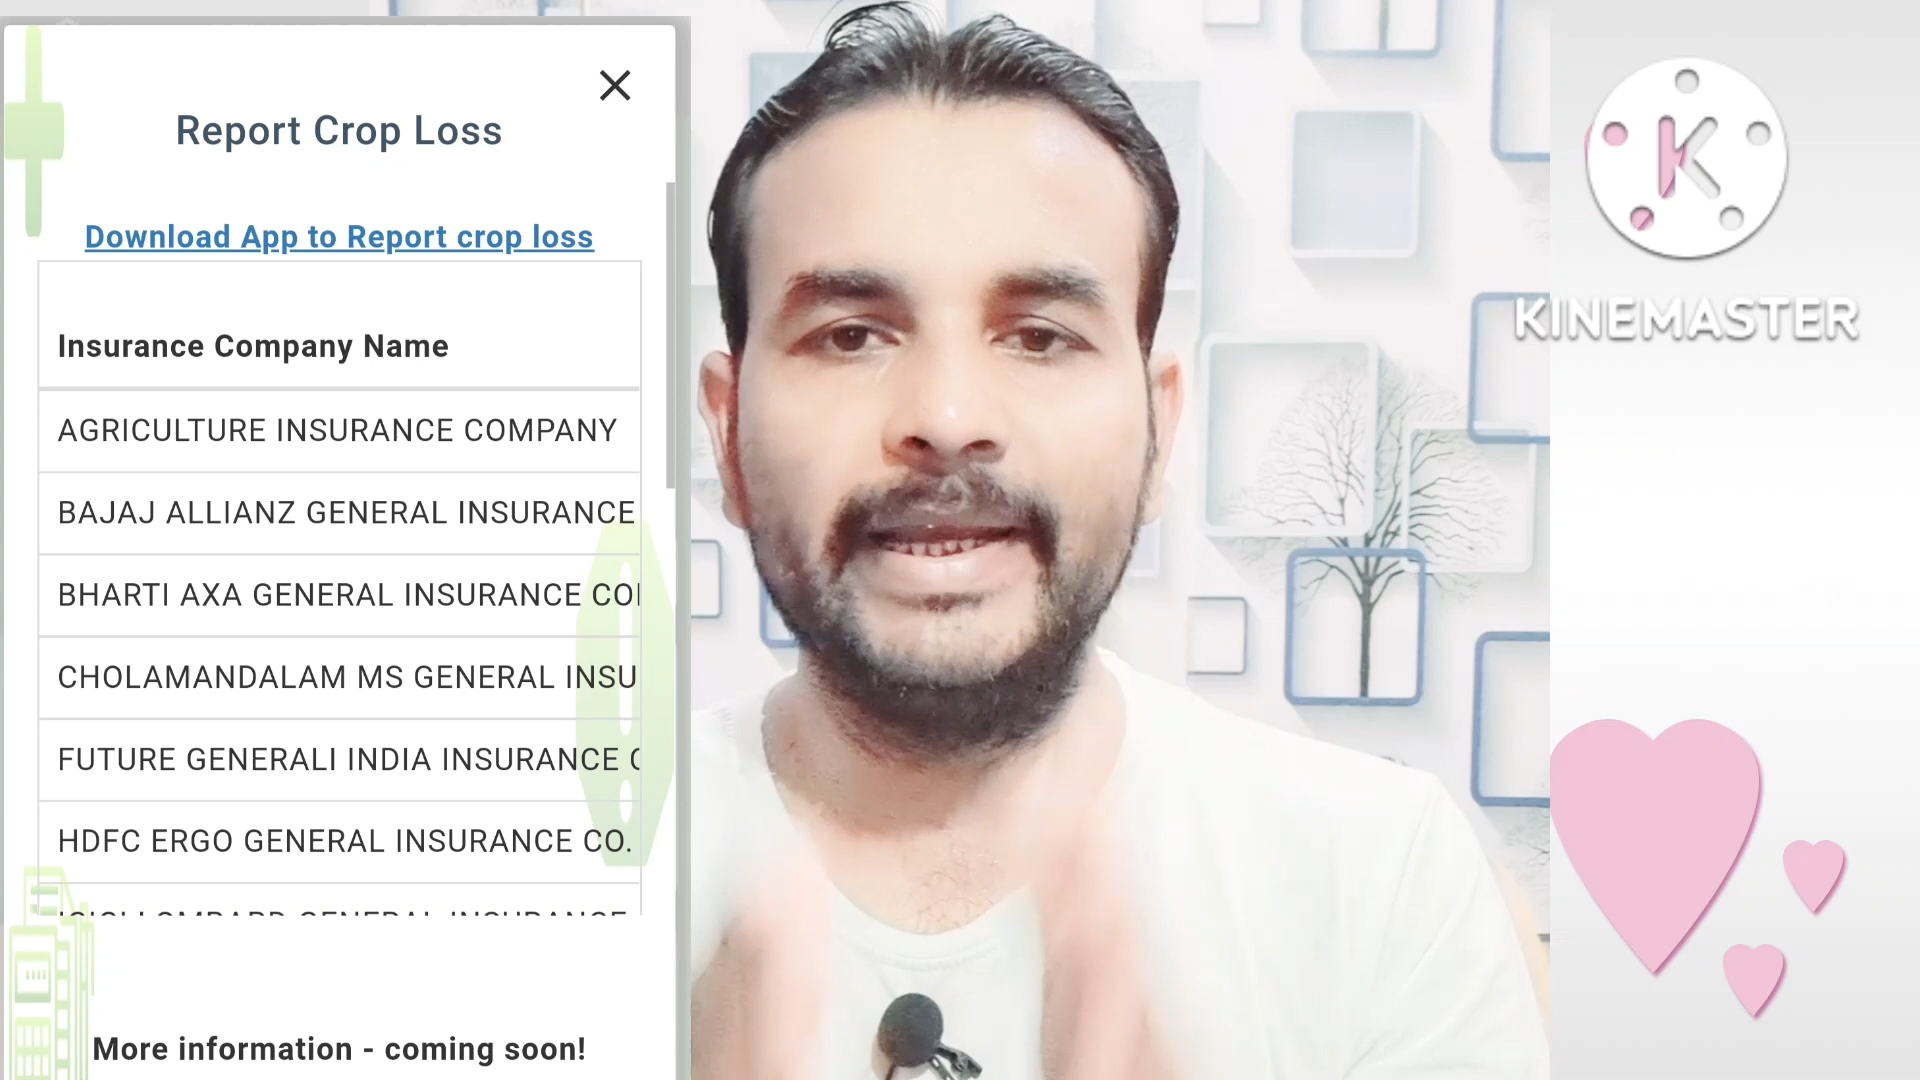 Report Crop Loss
Download App to Report crop loss
Insurance Company Name
AGRICULTURE INSURANCE COMPANY
BAJAJ ALLIANZ GENERAL INSURANCE
BHARTI AXA GENERAL INSURANCE
CHOLAMANDALAM MS GENERAL INSU
FUTURE GENERALI INDIA INSURANCE
HDFC ERGO GENERAL INSURANCE CO.
More information - coming soon!
K
KINEMASTER